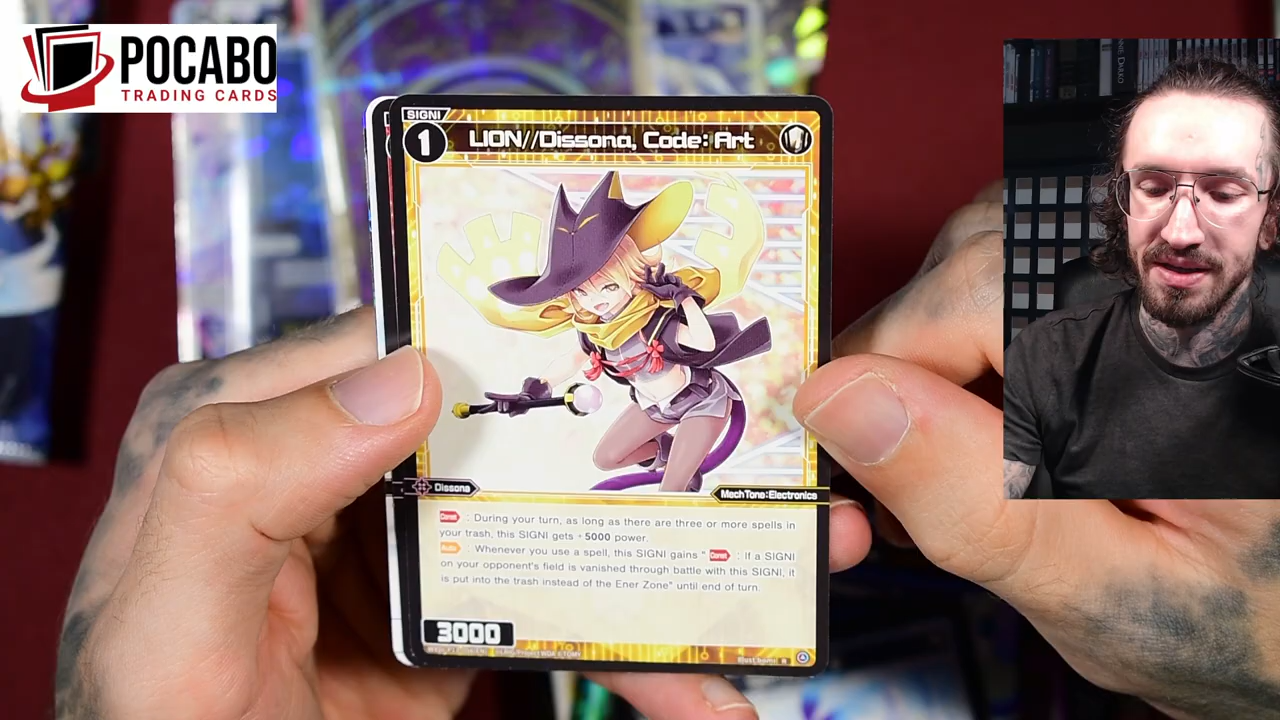 POCABO
TRADING CARDS
SIGNI
1
LION//Dissona, Code: Art
Dissona
MechTone:Electronics
Const : During your turn, as long as there are three or more spells in
your trash, this SIGNI gets + 5000 power.
Auto : Whenever you use a spell, this SIGNI gains " Const : If a SIGNI
on your opponent's field is vanished through battle with this SIGNI, it
is put into the trash instead of the Ener Zone" until end of turn.
3000